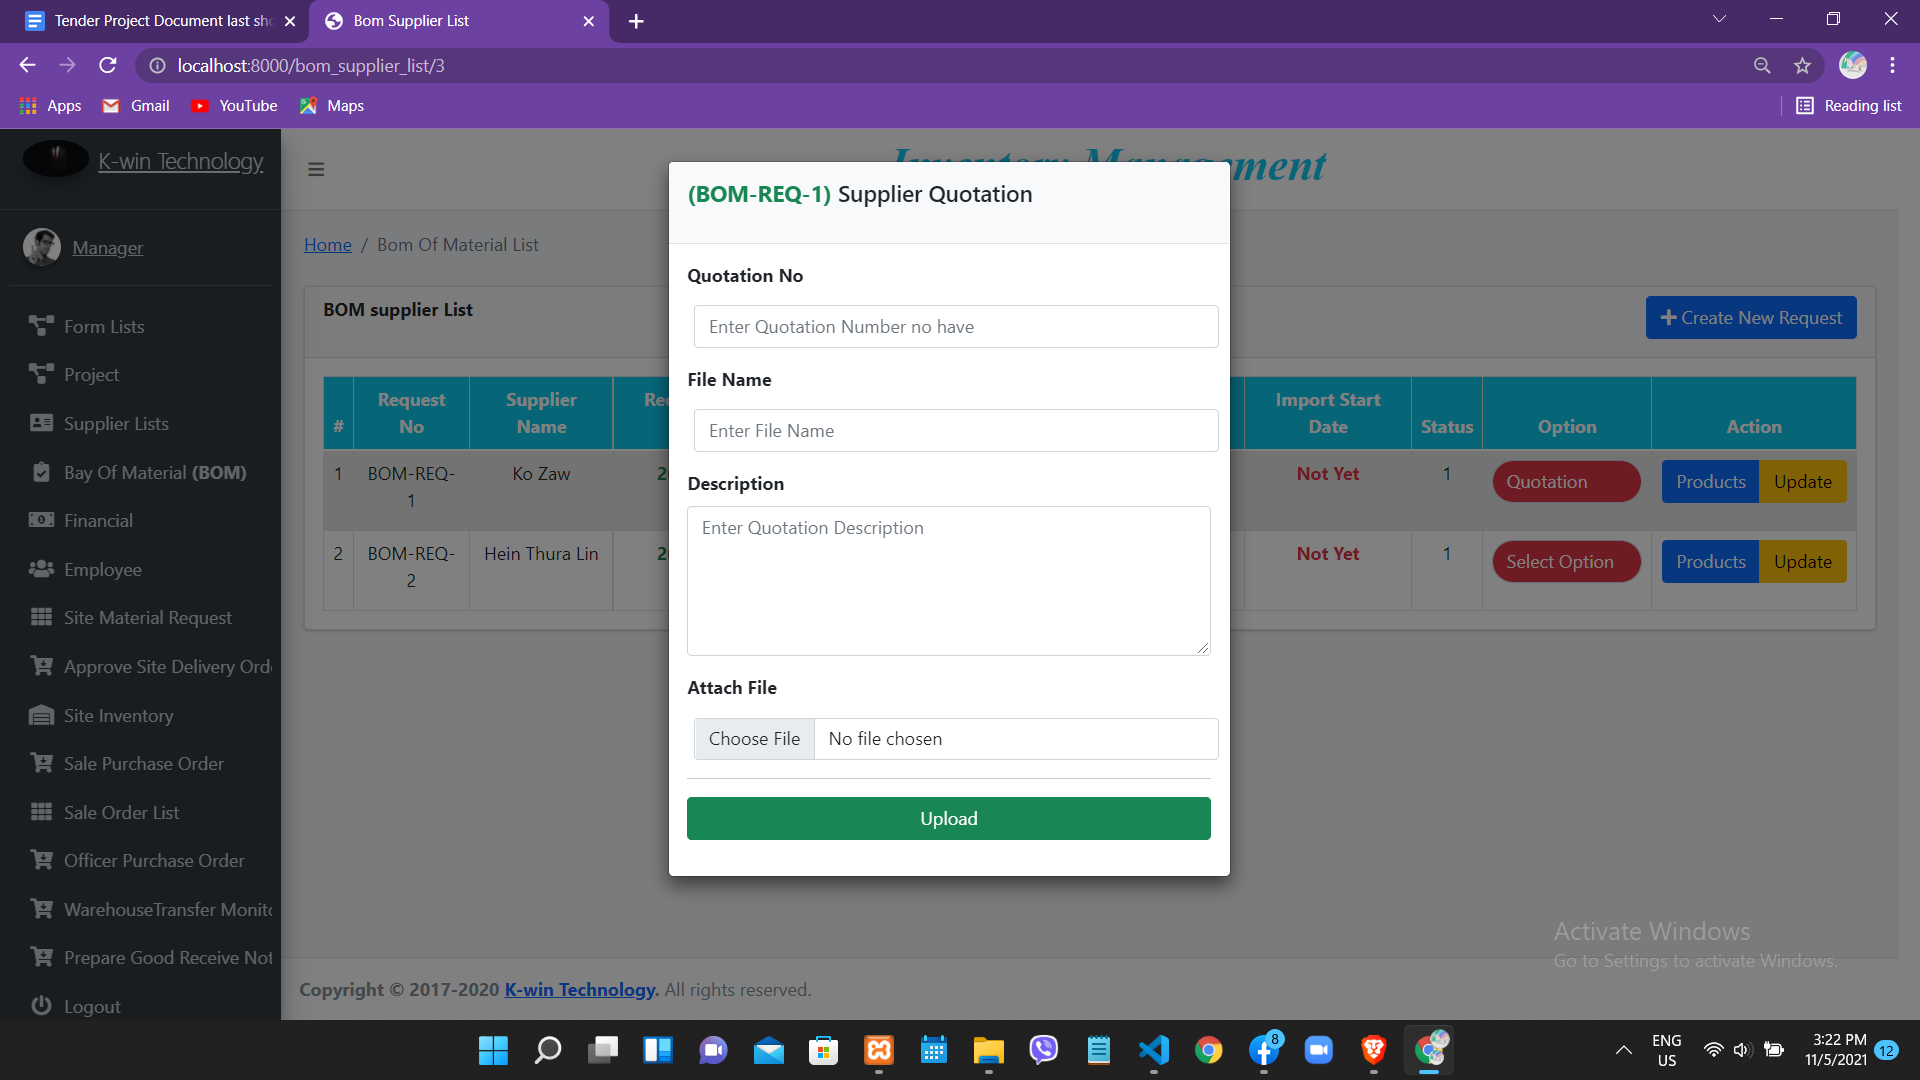 Tender Project Document last sh
Bom Supplier List
localhost:8000/bom_supplier_list/3
Apps
Gmail
YouTube
Maps
Reading list
K-win Technology
Manager
Form Lists
Project
Supplier Lists
Bay Of Material (BOM)
Financial
Employee
Site Material Request
Approve Site Delivery Ord
Site Inventory
Sale Purchase Order
Sale Order List
Officer Purchase Order
WarehouseTransfer Monit
Prepare Good Receive Not
Logout
Inventory Management
Home / Bom Of Material List
BOM supplier List
Create New Request
#
Request No
Supplier Name
Re
Import Start Date
Status
Option
Action
1
BOM-REQ-1
Ko Zaw
2
Not Yet
1
Quotation
Products
Update
2
BOM-REQ-2
Hein Thura Lin
2
Not Yet
1
Select Option
Products
Update
(BOM-REQ-1) Supplier Quotation
Quotation No
Enter Quotation Number no have
File Name
Enter File Name
Description
Enter Quotation Description
Attach File
Choose File
No file chosen
Upload
Activate Windows
Go to Settings to activate Windows.
Copyright © 2017-2020 K-win Technology. All rights reserved.
8
ENG
US
3:22 PM
11/5/2021
12